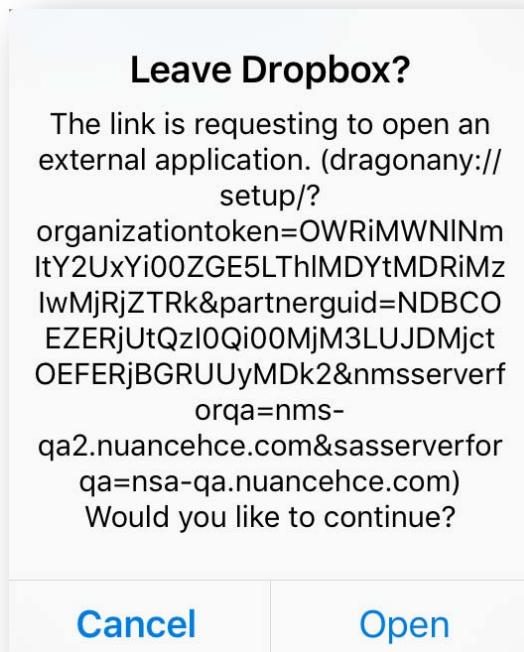 Leave Dropbox?
The link is requesting to open an
external application. (dragonany://
setup/?
organizationtoken=OWRiMWNlNm
ItY2UxYi00ZGE5LThlMDYtMDRiMz
IwMjRjZTRk&partnerguid=NDBCO
EZERjUtQzI0Qi00MjM3LUJDMjct
OEFERjBGRUUyMDk2&nmsserverf
orqa=nms-
qa2.nuancehce.com&sasserverfor
qa=nsa-qa.nuancehce.com)
Would you like to continue?
Cancel
Open